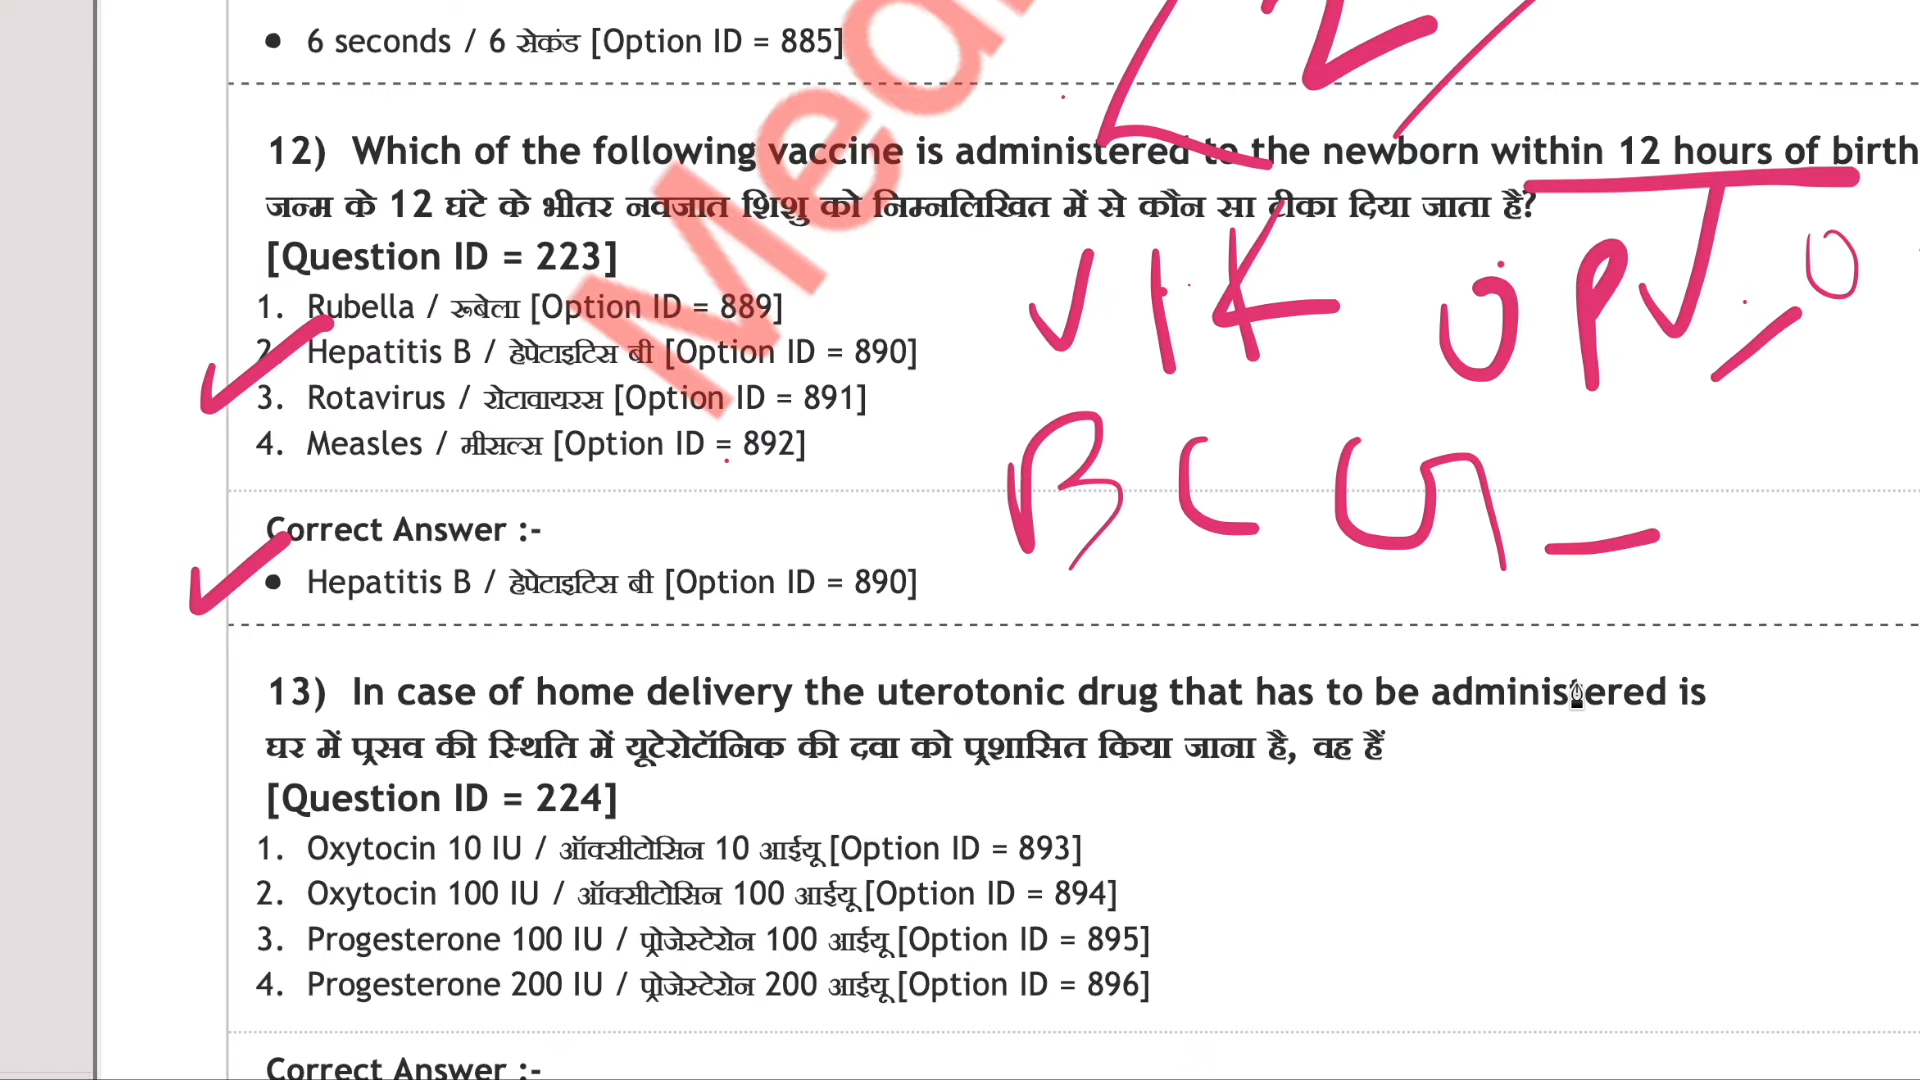 6 seconds / 6 सेकंड [Option ID = 885]
12) Which of the following vaccine is administered to the newborn within 12 hours of birth
जन्म के 12 घंटे के भीतर नवजात शिशु को निम्नलिखित में से कौन सा टीका दिया जाता है?
[Question ID = 223]
1. Rubella / रूबेला [Option ID = 889]
2. Hepatitis B / हेपेटाइटिस बी [Option ID = 890]
3. Rotavirus / रोटावायरस [Option ID = 891]
4. Measles / मीसल्स [Option ID = 892]
Vik OPV, 0
BCG
Correct Answer :-
Hepatitis B / हेपेटाइटिस बी [Option ID = 890]
13) In case of home delivery the uterotonic drug that has to be administered is
घर में प्रसव की स्थिति में यूटेरोटॉनिक की दवा को प्रशासित किया जाना है, वह हैं
[Question ID = 224]
1. Oxytocin 10 IU / ऑक्सीटोसिन 10 आईयू [Option ID = 893]
2. Oxytocin 100 IU / ऑक्सीटोसिन 100 आईयू [Option ID = 894]
3. Progesterone 100 IU / प्रोजेस्टेरोन 100 आईयू [Option ID = 895]
4. Progesterone 200 IU / प्रोजेस्टेरोन 200 आईयू [Option ID = 896]
Correct Answer :-